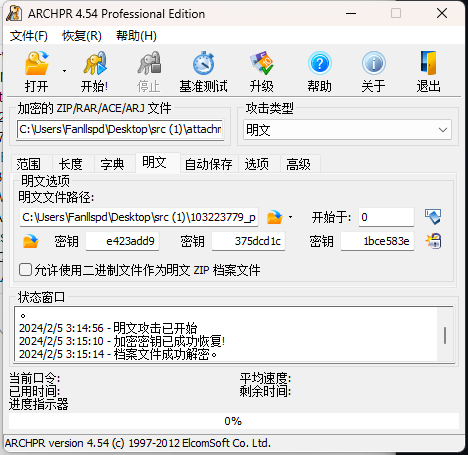 ARCHPR 4.54 Professional Edition
文件(F) 恢复(R) 帮助(H)
打开 开始! 停止 基准测试 升级 帮助 关于 退出
加密的 ZIP/RAR/ACE/ARJ 文件 攻击类型
C:\Users\Fanllspd\Desktop\src (1)\attachm 明文
范围 长度 字典 明文 自动保存 选项 高级
明文选项
明文文件路径:
C:\Users\Fanllspd\Desktop\src (1)\103223779_p 开始于: 0
密钥 e423add9 密钥 375dcd1c 密钥 1bce583e
允许使用二进制文件作为明文 ZIP 档案文件
状态窗口
。
2024/2/5 3:14:56 - 明文攻击已开始
2024/2/5 3:15:10 - 加密密钥已成功恢复!
2024/2/5 3:15:14 - 档案文件成功解密。
当前口令: 平均速度:
已用时间: 剩余时间:
进度指示器
0%
ARCHPR version 4.54 (c) 1997-2012 ElcomSoft Co. Ltd.